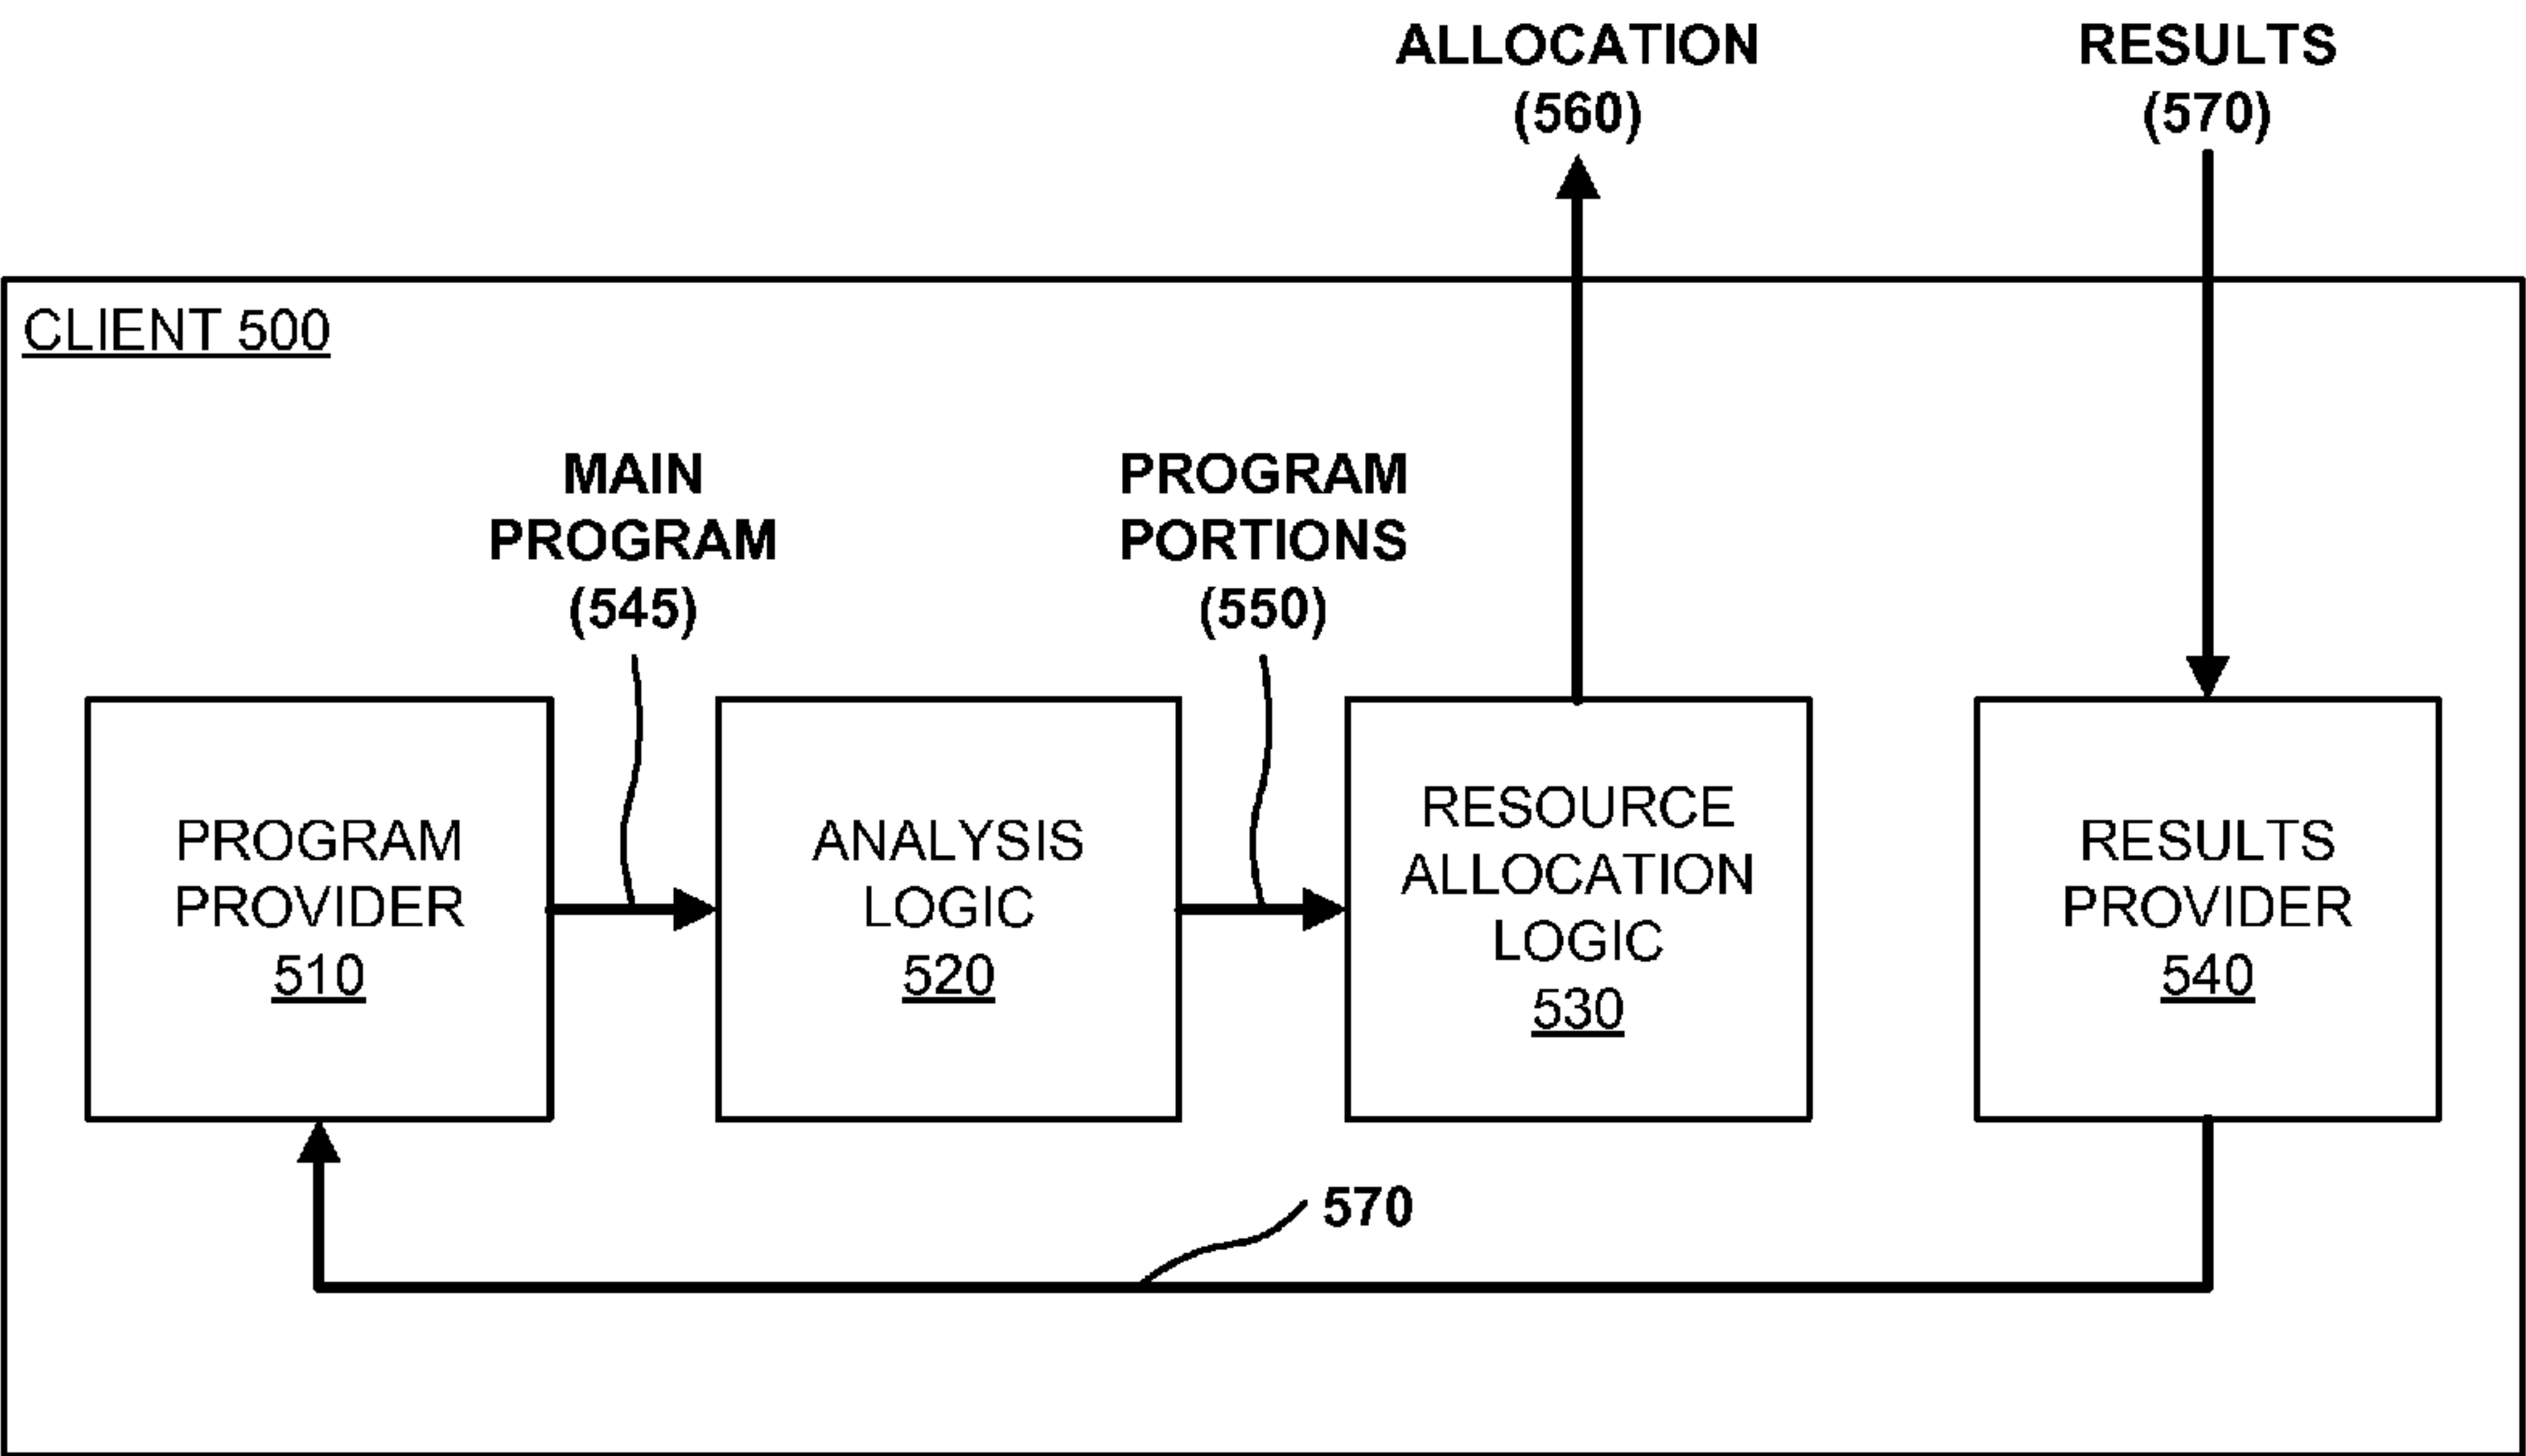 ALLOCATION
(560)
RESULTS
(570)
CLIENT 500
MAIN
PROGRAM
(545)
PROGRAM
PORTIONS
(550)
PROGRAM
PROVIDER
510
ANALYSIS
LOGIC
520
RESOURCE
ALLOCATION
LOGIC
530
RESULTS
PROVIDER
540
570